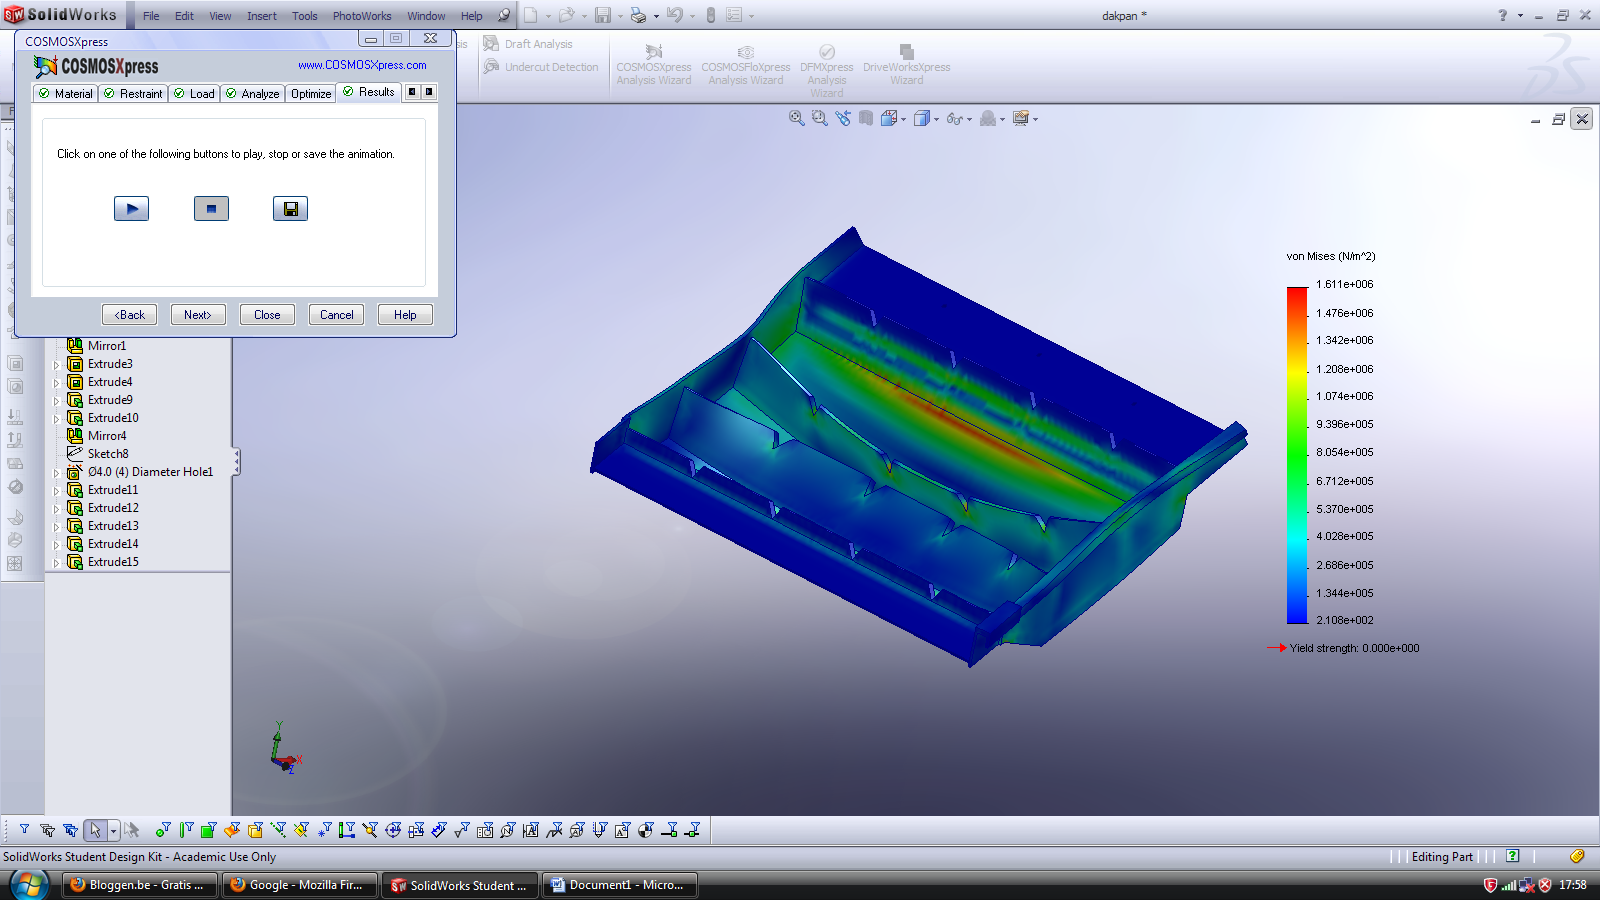 SolidWorks File Edit View Insert Tools PhotoWorks Window Help dakpan *
COSMOSXpress
COSMOSXpress www.COSMOSXpress.com
Material Restraint Load Analyze Optimize Results
Click on one of the following buttons to play, stop or save the animation.
<Back Next> Close Cancel Help
Draft Analysis
Undercut Detection
COSMOSXpress Analysis Wizard
COSMOSFloXpress Analysis Wizard
DFMXpress Analysis Wizard
DriveWorksXpress Wizard
Mirror1
Extrude3
Extrude4
Extrude9
Extrude10
Mirror4
Sketch8
Ø4.0 (4) Diameter Hole1
Extrude11
Extrude12
Extrude13
Extrude14
Extrude15
von Mises (N/m^2)
1.611e+006
1.476e+006
1.342e+006
1.208e+006
1.074e+006
9.396e+005
8.054e+005
6.712e+005
5.370e+005
4.028e+005
2.686e+005
1.344e+005
2.108e+002
Yield strength: 0.000e+000
Y
X
Z
SolidWorks Student Design Kit - Academic Use Only Editing Part
Bloggen.be - Gratis ... Google - Mozilla Fir... SolidWorks Student ... Document1 - Micro... 17:58